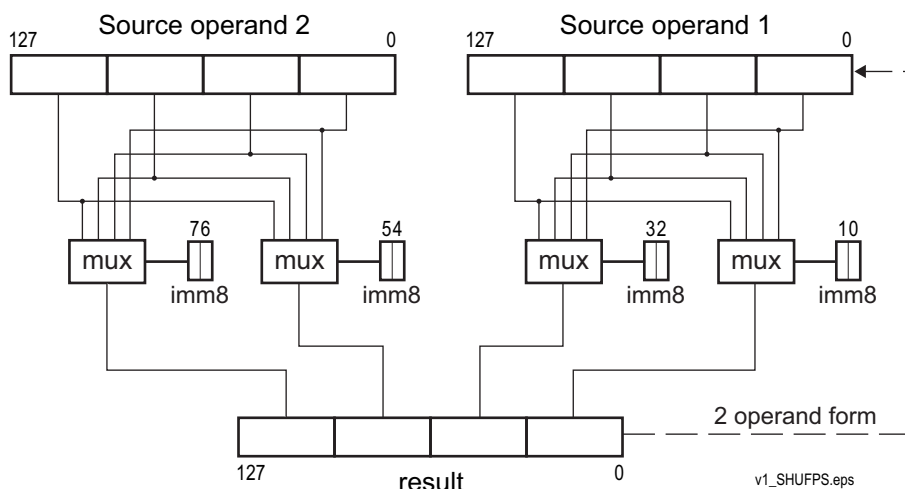 Source operand 2
Source operand 1
127
0
127
0
76
54
32
10
mux
mux
mux
mux
imm8
imm8
imm8
imm8
2 operand form
127
result
0
v1_SHUFPS.eps